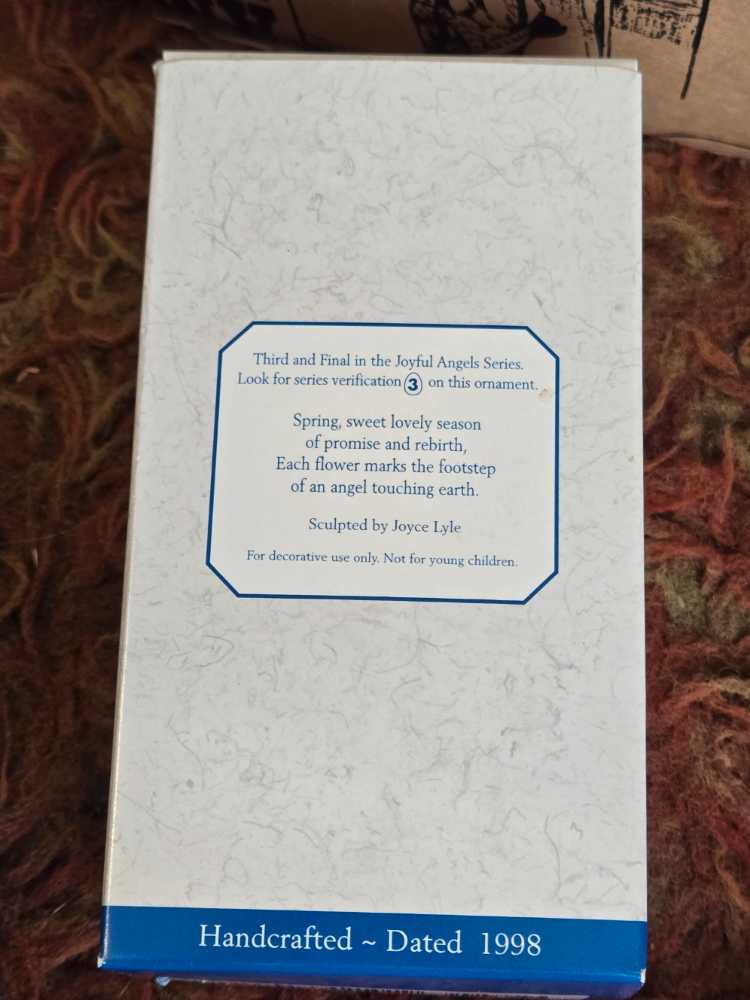 Third and Final in the Joyful Angels Series.
Look for series verification 3 on this ornament.
Spring, sweet lovely season
of promise and rebirth,
Each flower marks the footstep
of an angel touching earth.
Sculpted by Joyce Lyle
For decorative use only. Not for young children.
Handcrafted ~ Dated 1998